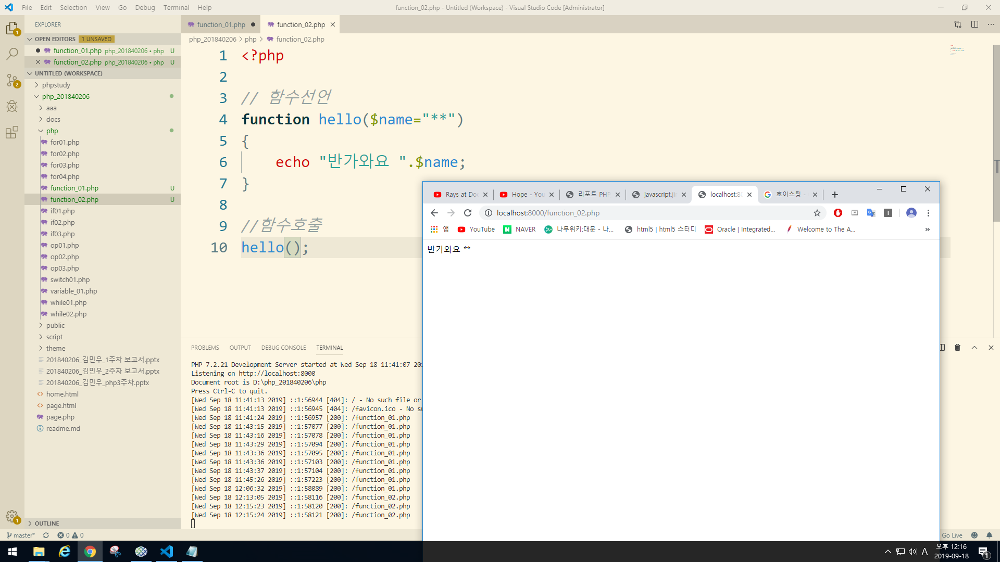 File Edit Selection View Go Debug Terminal Help
function_02.php - Untitled (Workspace) - Visual Studio Code [Administrator]
EXPLORER
OPEN EDITORS 1 UNSAVED
function_01.php php_201840206 • php U
function_02.php php_201840206 • php U
UNTITLED (WORKSPACE)
phpstudy
php_201840206
aaa
docs
php
for01.php
for02.php
for03.php
for04.php
function_01.php U
function_02.php U
if01.php
if02.php
if03.php
op01.php
op02.php
op03.php
switch01.php
variable_01.php
while01.php
while02.php
public
script
theme
201840206_김민우_1주차 보고서.pptx
201840206_김민우_2주차 보고서.pptx
201840206_김민우_php3주차.pptx
home.html
page.html
page.php
readme.md
OUTLINE
1
2
1
function_01.php
function_02.php
php_201840206 > php > function_02.php
1 <?php
2
3 // 함수선언
4 function hello($name="**")
5 {
6 echo "반가와요 ".$name;
7 }
8
9 //함수호출
10 hello();
PROBLEMS OUTPUT DEBUG CONSOLE TERMINAL
PHP 7.2.21 Development Server started at Wed Sep 18 11:41:07
Listening on http://localhost:8000
Document root is D:\php_201840206\php
Press Ctrl-C to quit.
[Wed Sep 18 11:41:13 2019] ::1:56944 [404]: / - No such file or
[Wed Sep 18 11:41:13 2019] ::1:56945 [404]: /favicon.ico - No
[Wed Sep 18 11:41:24 2019] ::1:56957 [200]: /function_01.php
[Wed Sep 18 11:43:15 2019] ::1:57077 [200]: /function_01.php
[Wed Sep 18 11:43:16 2019] ::1:57078 [200]: /function_01.php
[Wed Sep 18 11:43:29 2019] ::1:57094 [200]: /function_01.php
[Wed Sep 18 11:43:36 2019] ::1:57095 [200]: /function_01.php
[Wed Sep 18 11:43:36 2019] ::1:57103 [200]: /function_01.php
[Wed Sep 18 11:43:37 2019] ::1:57104 [200]: /function_01.php
[Wed Sep 18 11:45:26 2019] ::1:57223 [200]: /function_01.php
[Wed Sep 18 12:06:32 2019] ::1:58089 [200]: /function_01.php
[Wed Sep 18 12:13:05 2019] ::1:58116 [200]: /function_02.php
[Wed Sep 18 12:15:23 2019] ::1:58120 [200]: /function_02.php
[Wed Sep 18 12:15:24 2019] ::1:58121 [200]: /function_02.php
Rays at Do
Hope - You
리포트 PHP
javascript.ji
localhost:80
호이스팅 -
localhost:8000/function_02.php
앱 YouTube NAVER 나무위키:대문 - 나... html5 | html5 스터디 Oracle | Integrated... Welcome to The A... »
반가와요 **
master* 0 0
Go Live
A
오후 12:16
2019-09-18
1